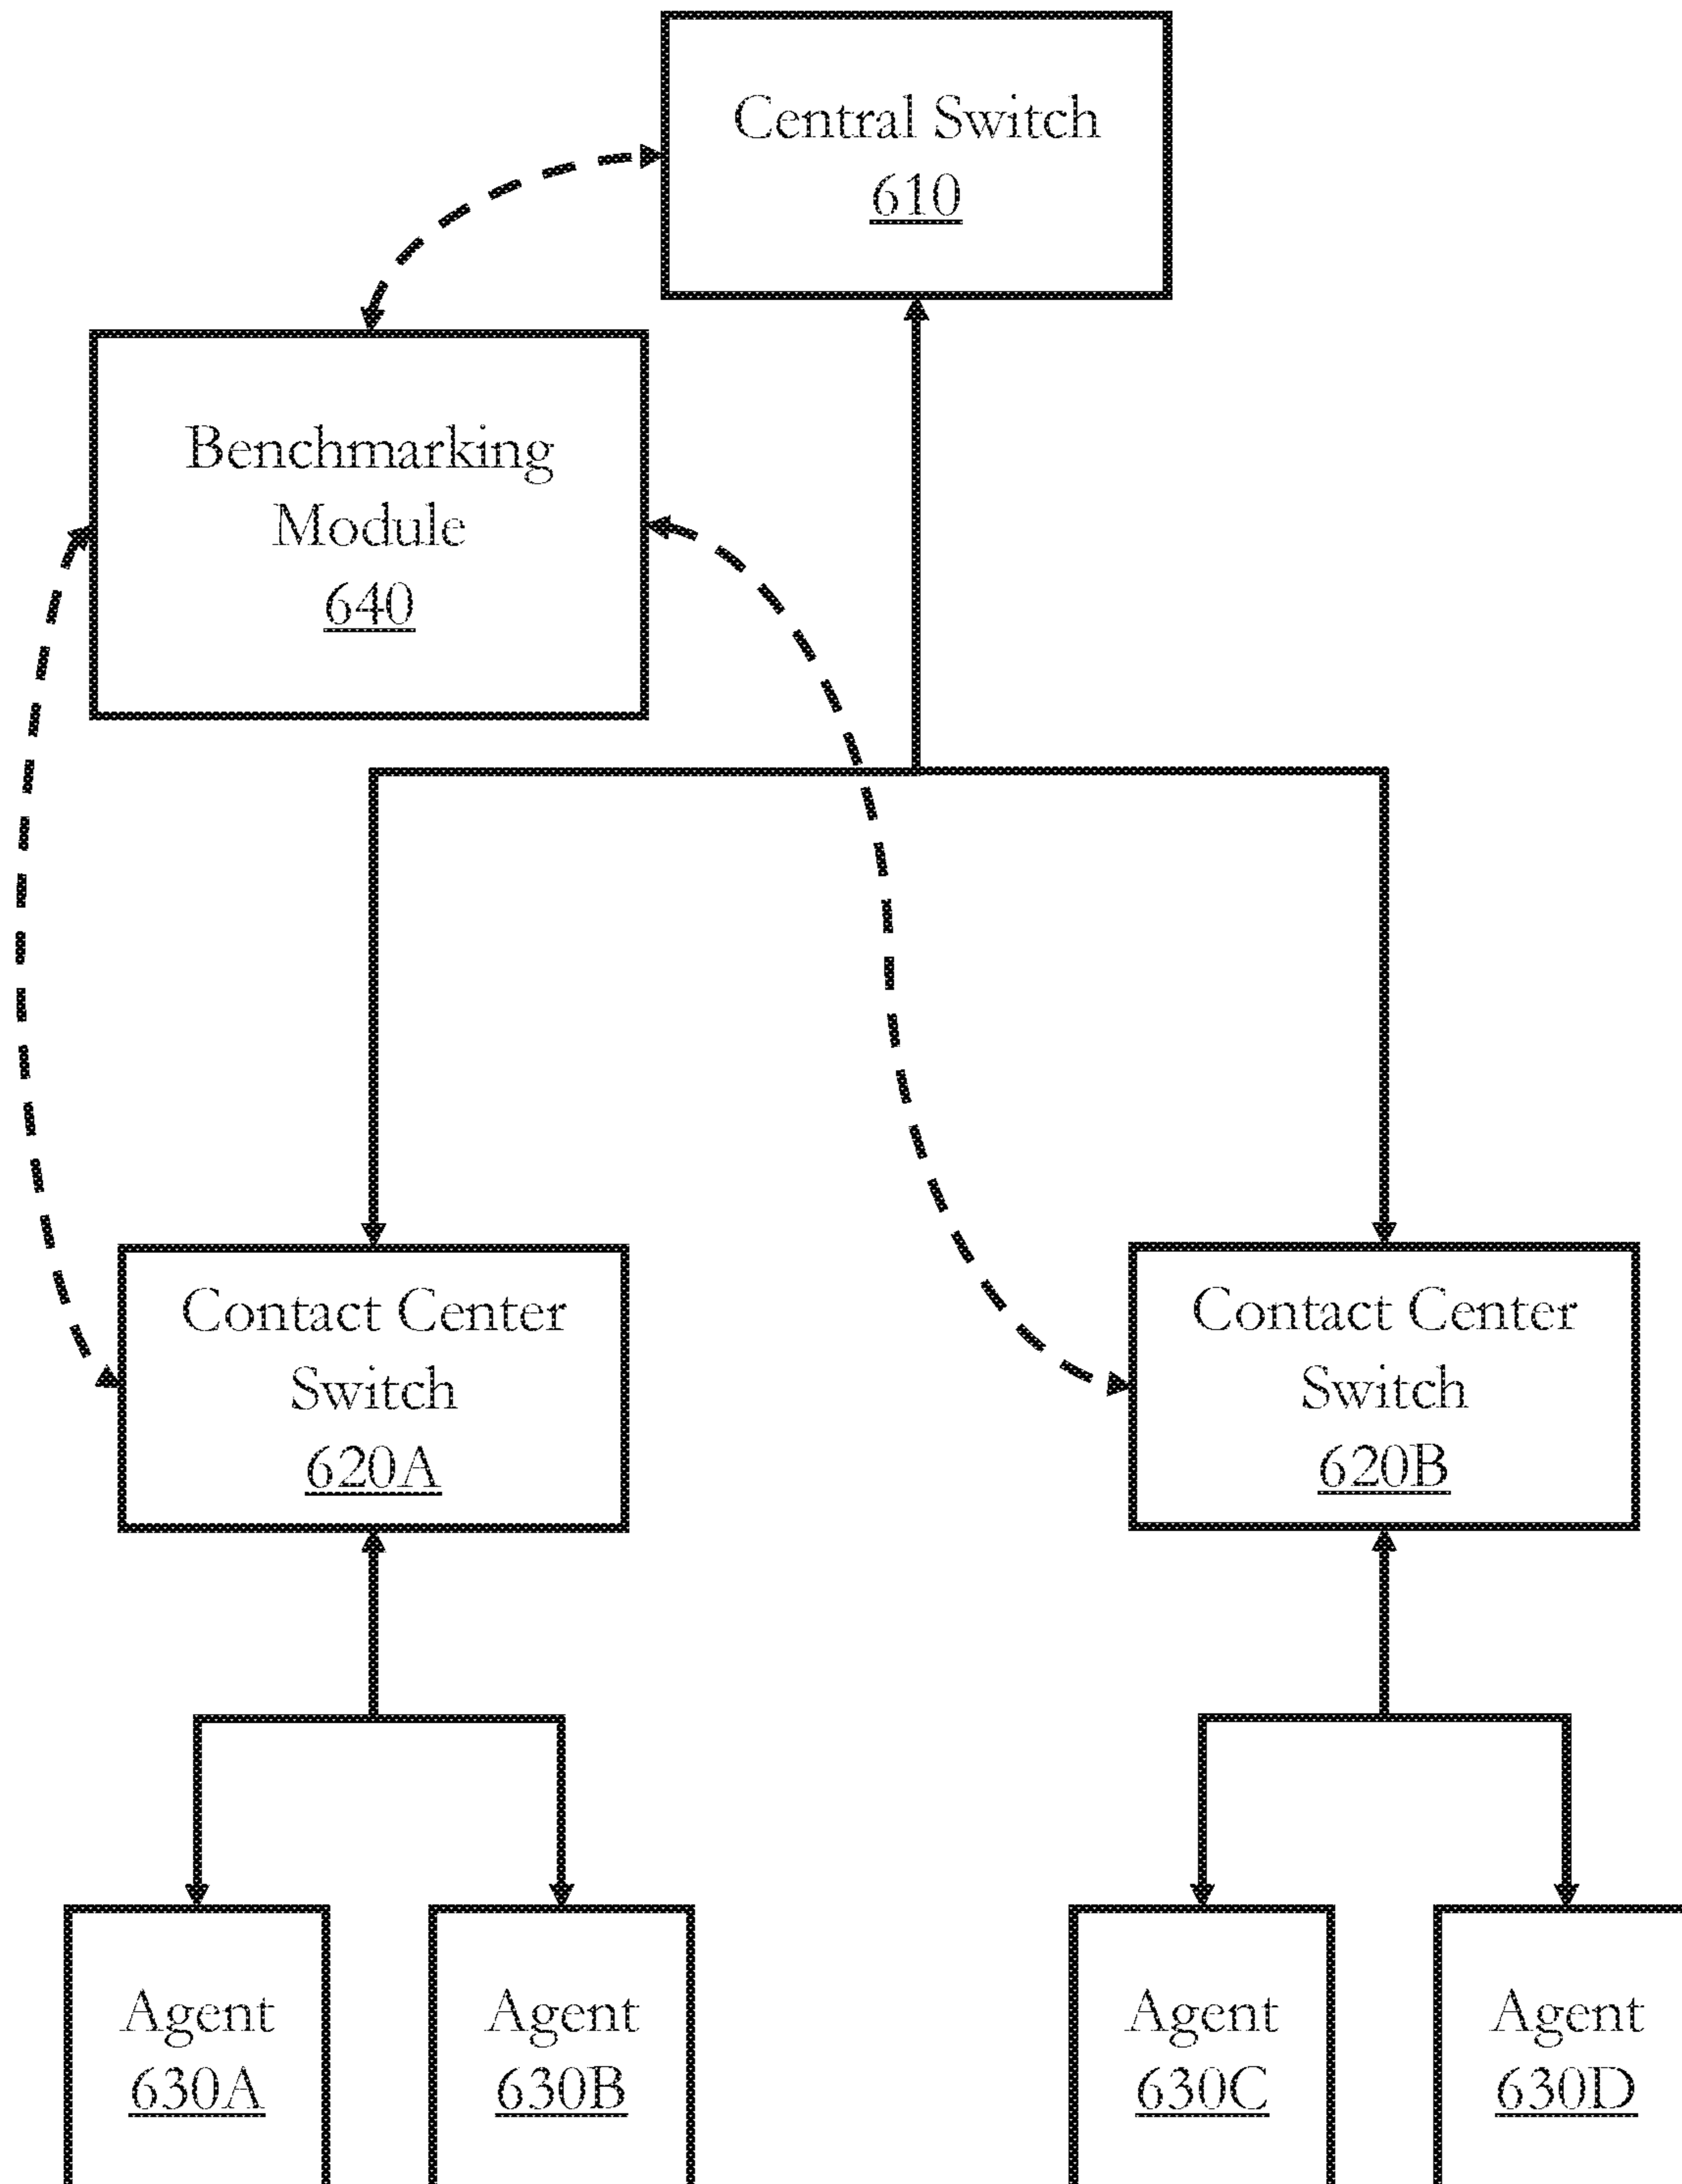 Central Switch
610
Benchmarking
Module
640
Contact Center
Switch
620A
Contact Center
Switch
620B
Agent
630A
Agent
630B
Agent
630C
Agent
630D